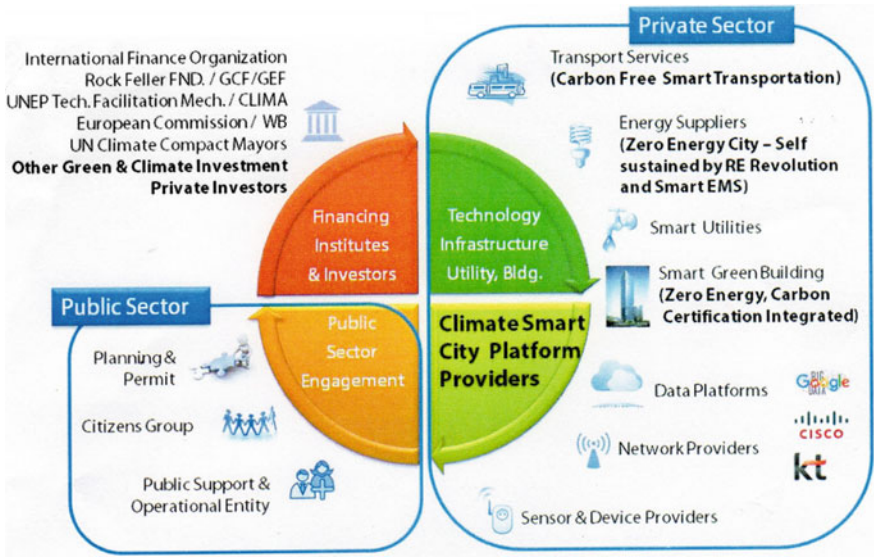 Private Sector
International Finance Organization
Rock Feller FND. / GCF/GEF
UNEP Tech. Facilitation Mech. / CLIMA
European Commission / WB
UN Climate Compact Mayors
Other Green & Climate Investment
Private Investors
Transport Services
(Carbon Free Smart Transportation)
Energy Suppliers
(Zero Energy City – Self
sustained by RE Revolution
and Smart EMS)
Smart Utilities
Smart Green Building
(Zero Energy, Carbon
Certification Integrated)
Financing
Institutes
& Investors
Technology
Infrastructure
Utility, Bldg.
Public Sector
Public
Sector
Engagement
Climate Smart
City Platform
Providers
Planning &
Permit
Citizens Group
Public Support &
Operational Entity
Data Platforms
BIG
Google
DATA
Network Providers
CISCO
kt
Sensor & Device Providers